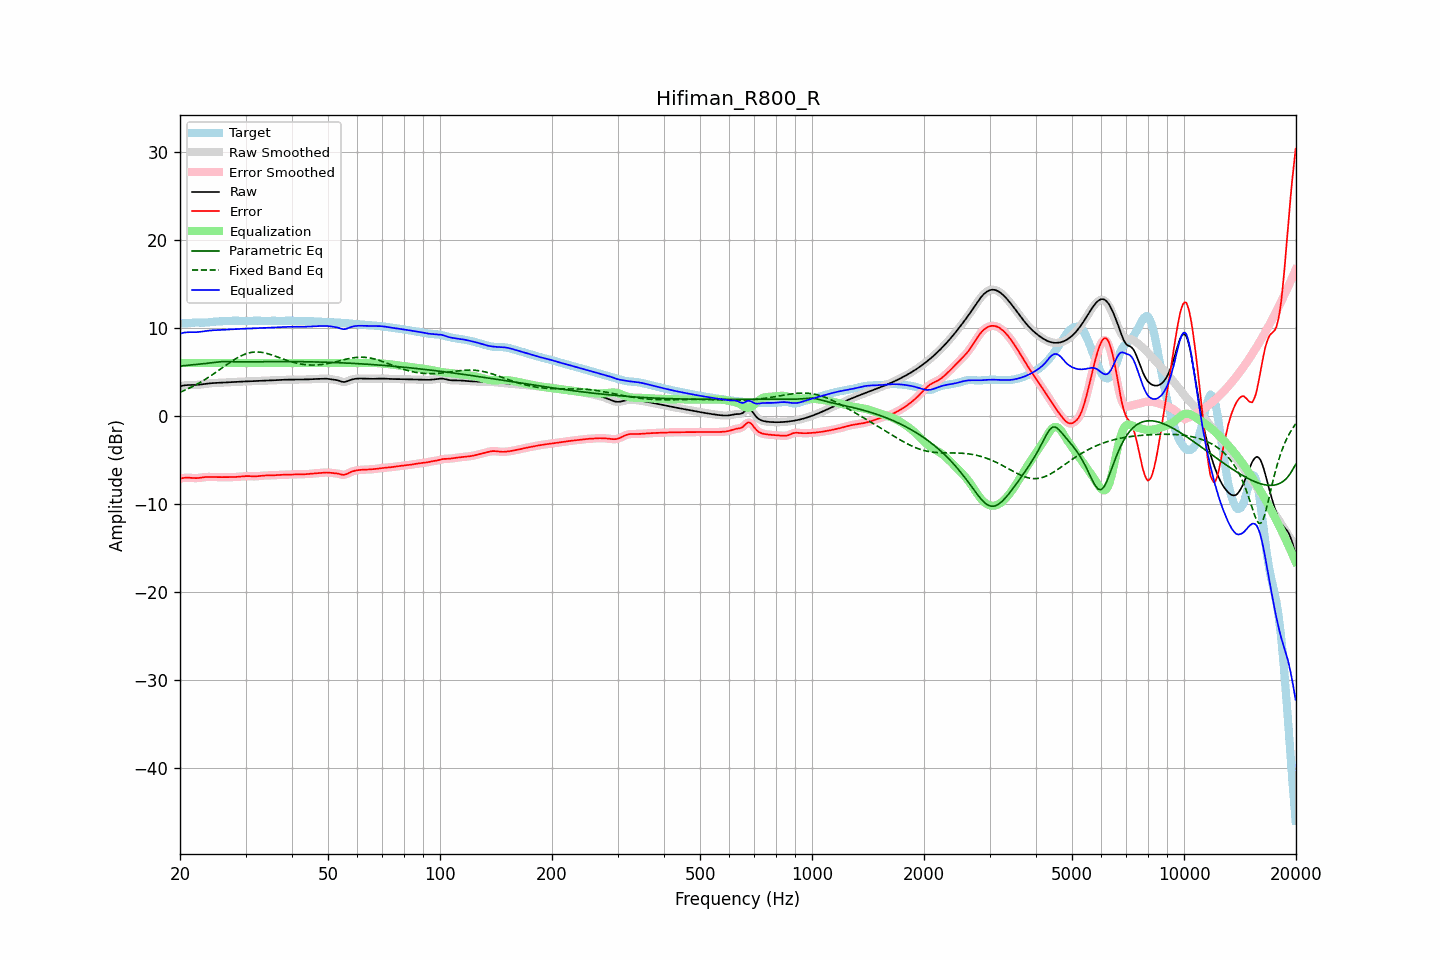 Hifiman_R800_R
Target
Raw Smoothed
Error Smoothed
Raw
Error
Equalization
Parametric Eq
Fixed Band Eq
Equalized
30
20
10
0
−10
−20
−30
−40
Amplitude (dBr)
20
50
100
200
500
1000
2000
5000
10000
20000
Frequency (Hz)